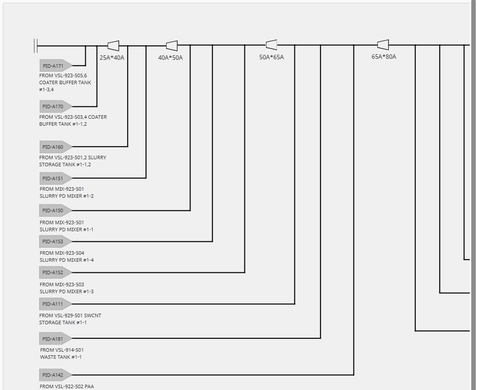 25A*40A
40A*50A
50A*65A
65A*80A
PID-A171
FROM VSL-923-505,6
COATER BUFFER TANK
#1-3,4
PID-A170
FROM VSL-923-503,4 COATER
BUFFER TANK #1-1,2
PID-A160
FROM VSL-923-501,2 SLURRY
STORAGE TANK #1-1,2
PID-A151
FROM MIX-923-501
SLURRY PD MIXER #1-2
PID-A150
FROM MIX-923-501
SLURRY PD MIXER #1-1
PID-A153
FROM MIX-923-504
SLURRY PD MIXER #1-4
PID-A152
FROM MIX-923-503
SLURRY PD MIXER #1-3
PID-A111
FROM VSL-929-501 SWCNT
STORAGE TANK #1-1
PID-A181
FROM VSL-914-501
WASTE TANK #1-1
PID-A142
FROM VSL-922-502 PAA